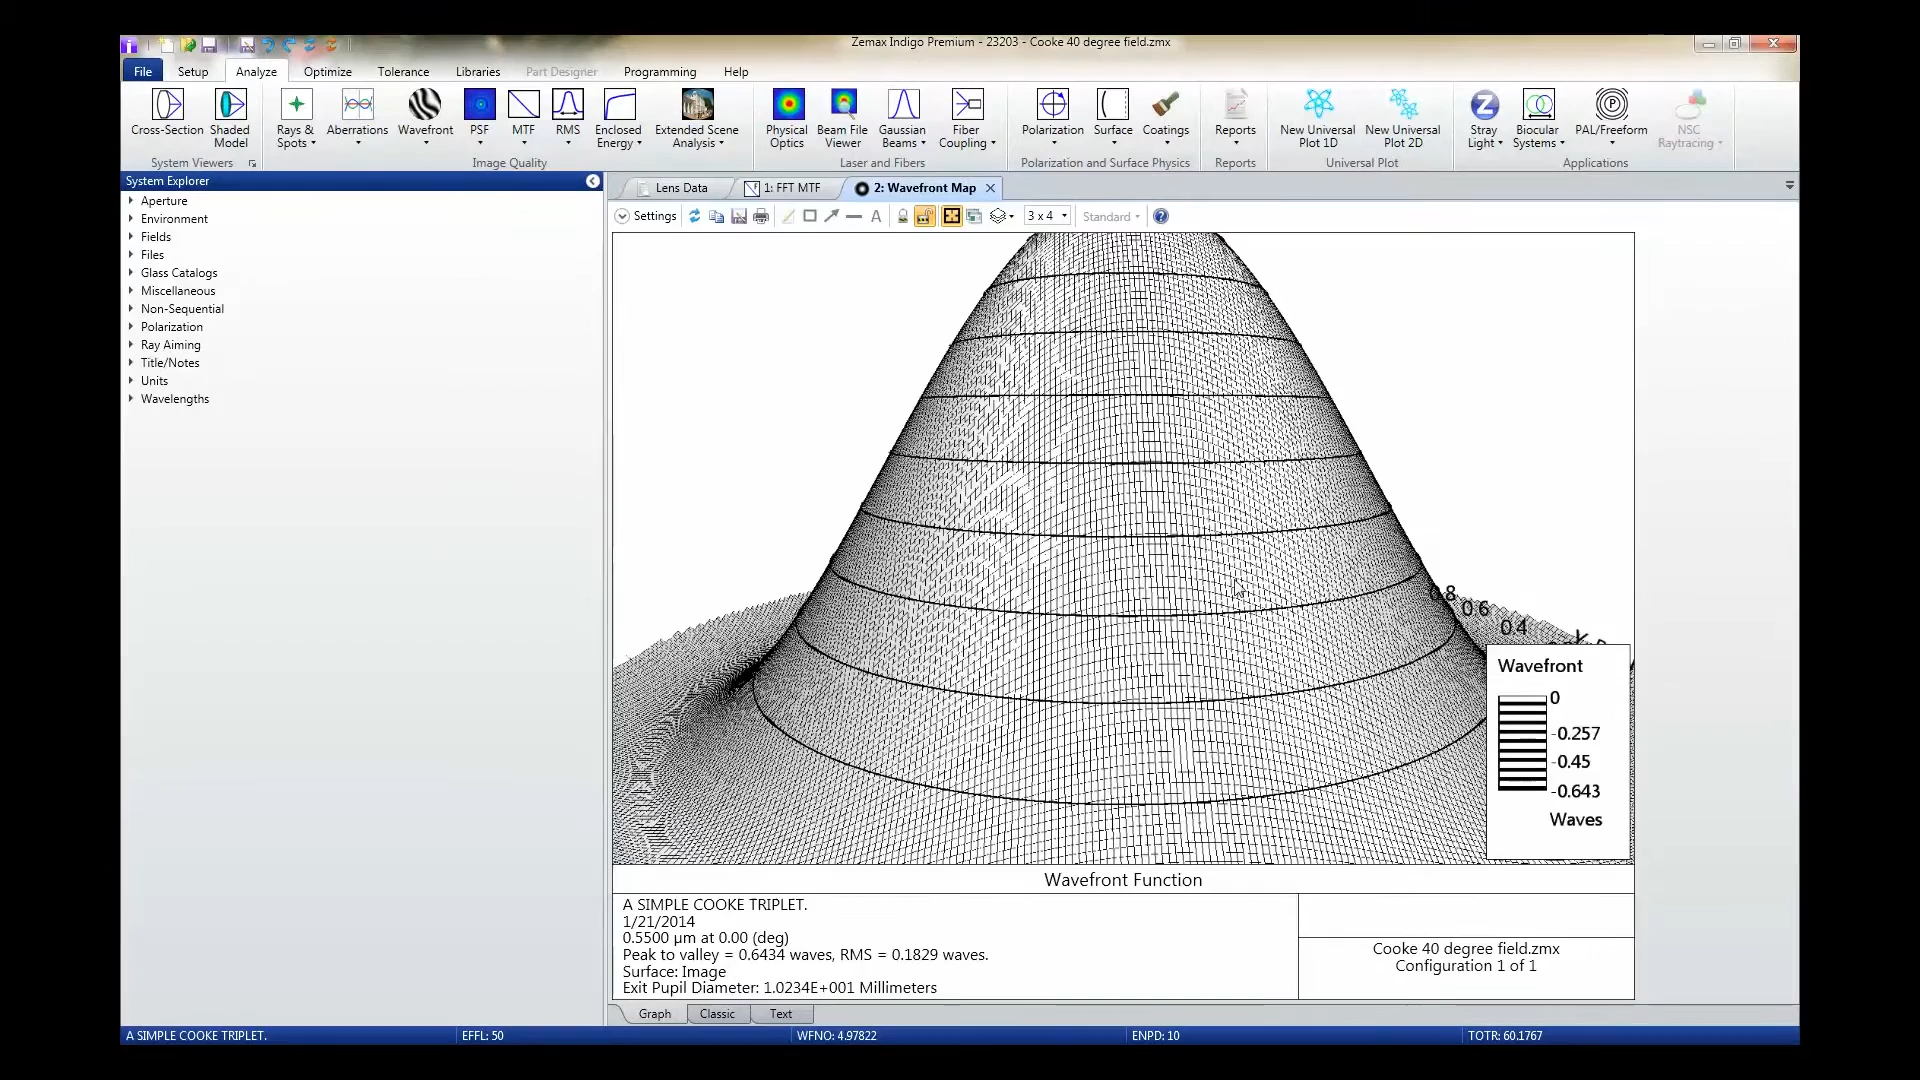 Zemax Indigo Premium - 23203 - Cooke 40 degree field.zmx
File Setup Analyze Optimize Tolerance Libraries Part Designer Programming Help
Cross-Section Shaded Model Rays & Spots Aberrations Wavefront PSF MTF RMS Enclosed Energy Extended Scene Analysis Physical Optics Beam File Viewer Gaussian Beams Fiber Coupling Polarization Surface Coatings Reports New Universal Plot 1D New Universal Plot 2D Stray Light Biocular Systems PAL/Freeform NSC Raytracing
System Viewers Image Quality Laser and Fibers Polarization and Surface Physics Reports Universal Plot Applications
System Explorer
Aperture
Environment
Fields
Files
Glass Catalogs
Miscellaneous
Non-Sequential
Polarization
Ray Aiming
Title/Notes
Units
Wavelengths
Lens Data 1: FFT MTF 2: Wavefront Map
Settings A 3 x 4 Standard
0.8
0.6
0.4
Wavefront
0
-0.257
-0.45
-0.643
Waves
Wavefront Function
A SIMPLE COOKE TRIPLET.
1/21/2014
0.5500 µm at 0.00 (deg)
Peak to valley = 0.6434 waves, RMS = 0.1829 waves.
Surface: Image
Exit Pupil Diameter: 1.0234E+001 Millimeters
Cooke 40 degree field.zmx
Configuration 1 of 1
Graph Classic Text
A SIMPLE COOKE TRIPLET. EFFL: 50 WFNO: 4.97822 ENPD: 10 TOTR: 60.1767